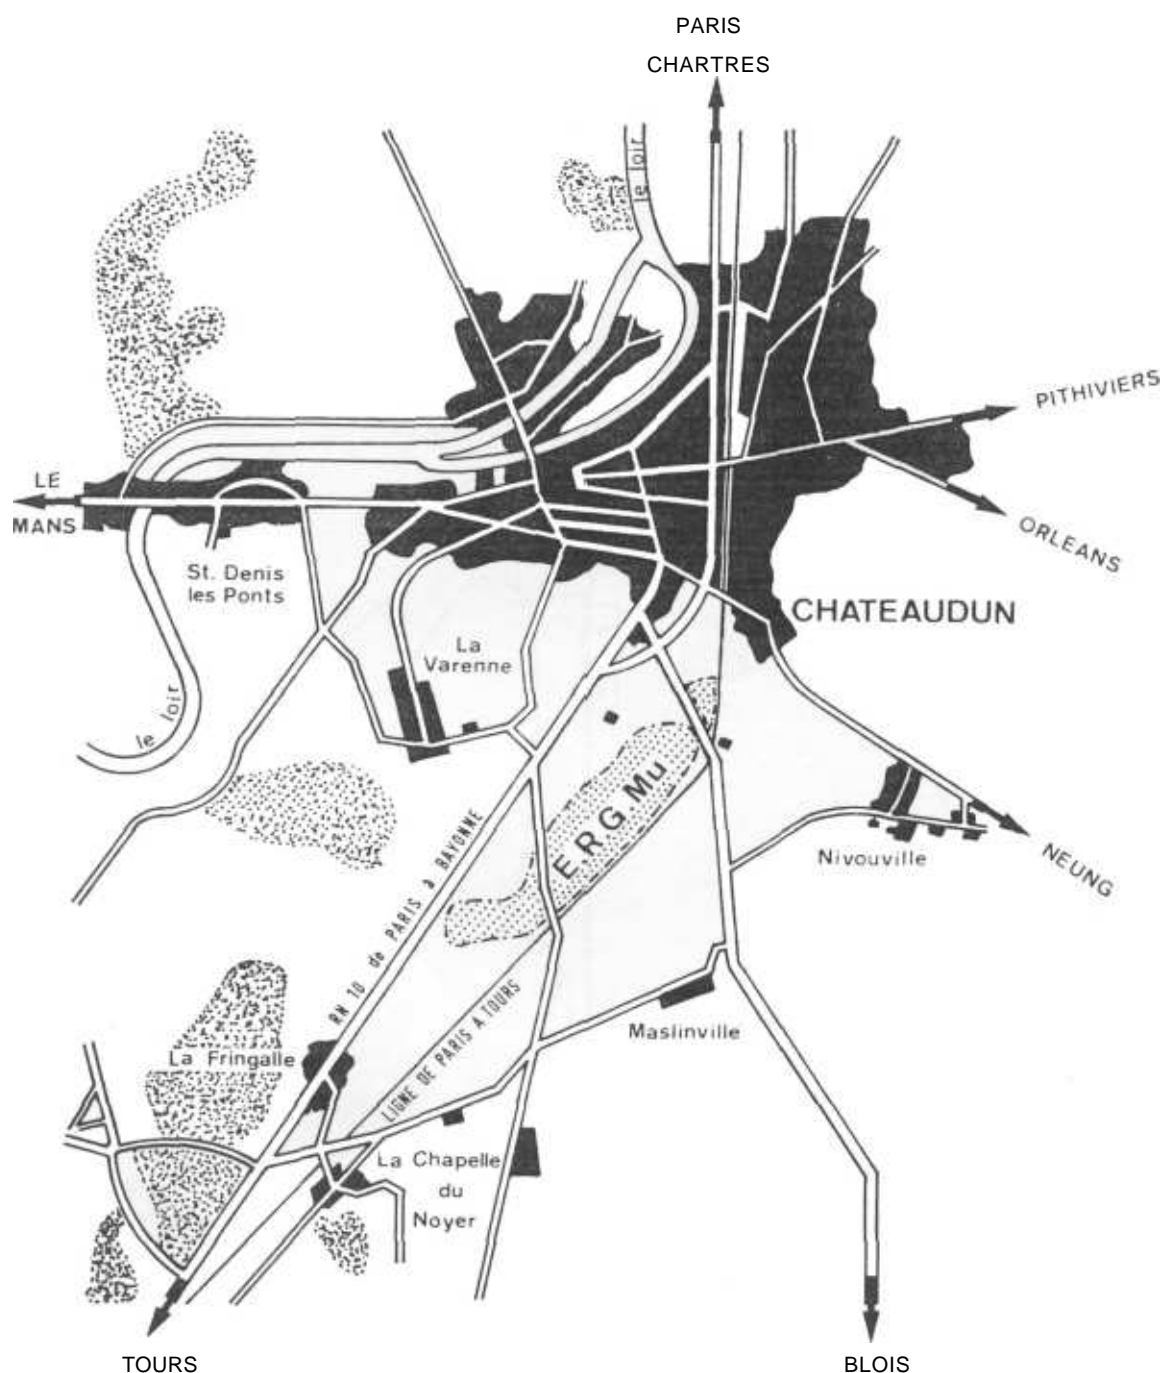 PARIS
CHARTRES
le loir
PITHIVIERS
LE
MANS
ORLEANS
St. Denis
les Ponts
CHATEAUDUN
La
Varenne
le loir
E.R.G.Mu
RN 10 de PARIS à BAYONNE
Nivouville
NEUNG
LIGNE DE PARIS A TOURS
Maslinville
La Fringalle
La Chapelle
du
Noyer
TOURS
BLOIS